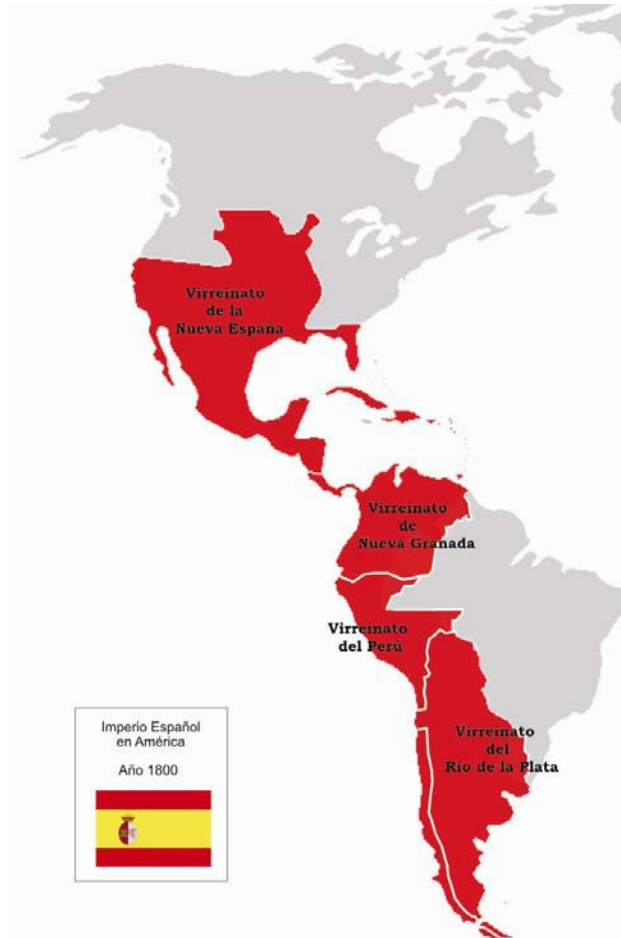 Virreinato
de la
Nueva España
Virreinato
de
Nueva Granada
Virreinato
del Perú
Virreinato
del
Río de la Plata
Imperio Español
en América
Año 1800